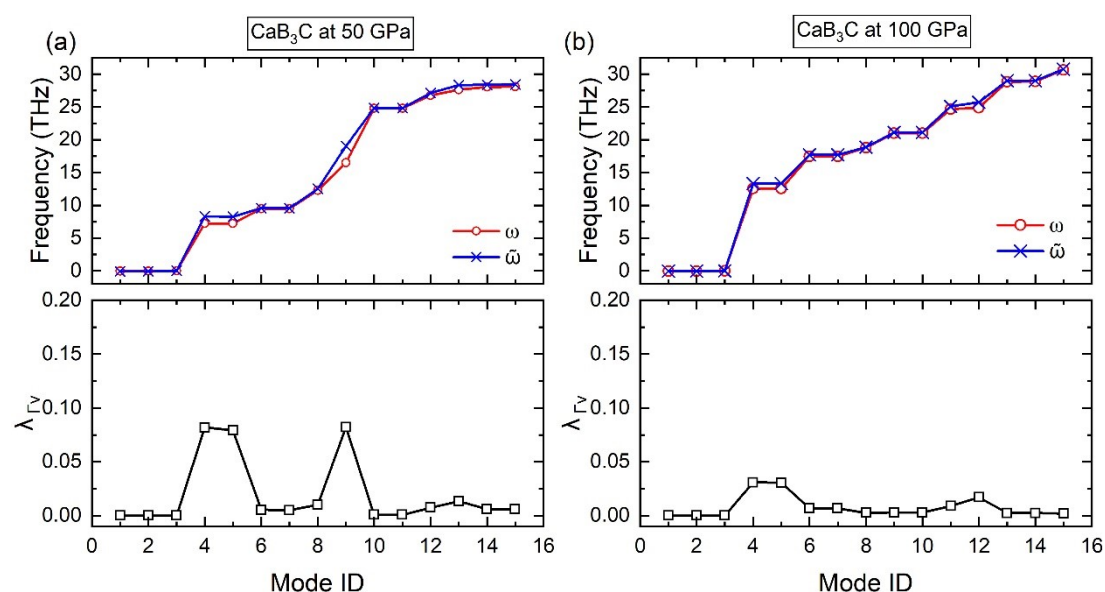 (a)
CaB₃C at 50 GPa
Frequency (THz)
30
25
20
15
10
5
0
ω
ω̃
λ Γν
0.20
0.15
0.10
0.05
0.00
0 2 4 6 8 10 12 14 16
Mode ID
(b)
CaB₃C at 100 GPa
Frequency (THz)
30
25
20
15
10
5
0
ω
ω̃
λ Γν
0.20
0.15
0.10
0.05
0.00
0 2 4 6 8 10 12 14 16
Mode ID